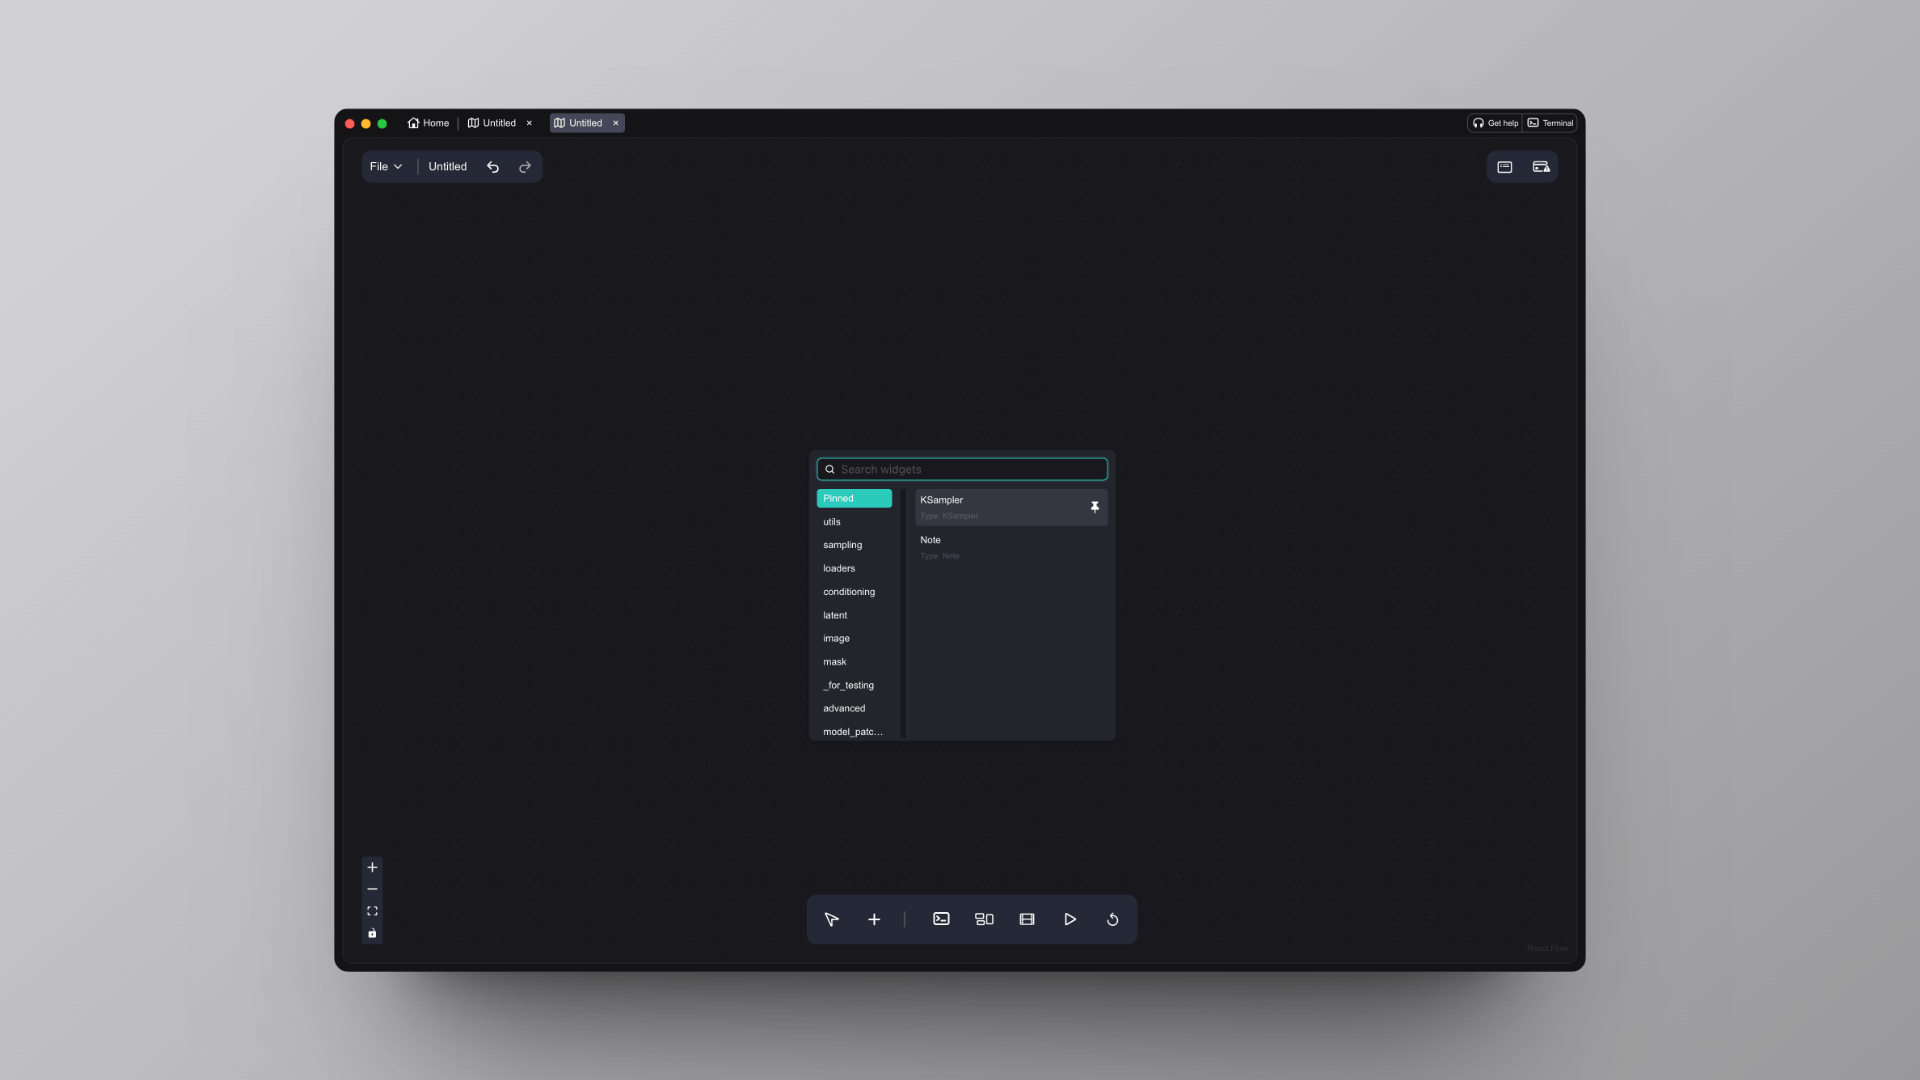 Home
Untitled
Untitled
Get help
Terminal
File
Untitled
Search widgets
Pinned
utils
sampling
loaders
conditioning
latent
image
mask
_for_testing
advanced
model_patc...
KSampler
Type: KSampler
Note
Type: Note
React Flow